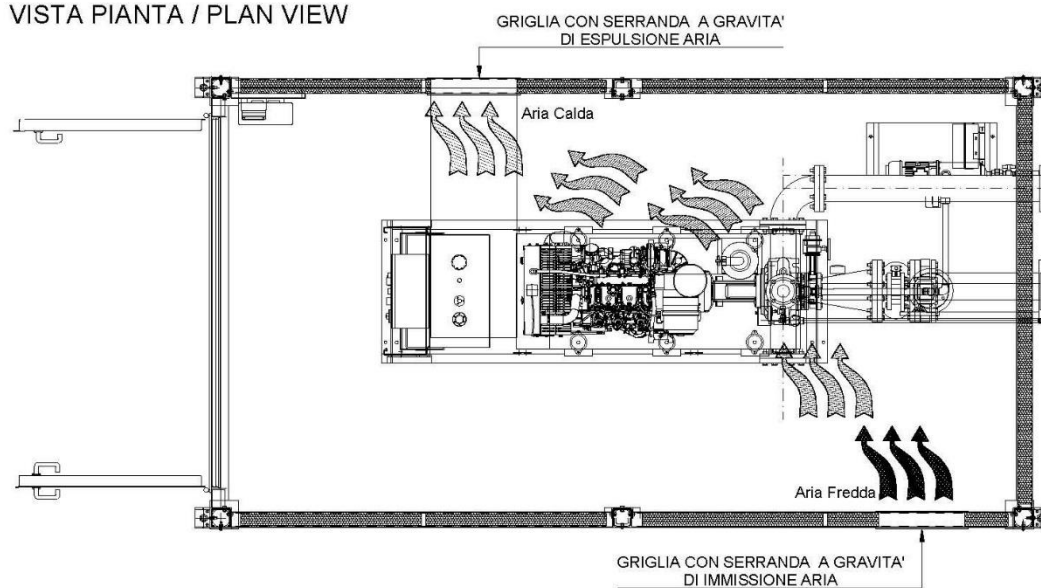 VISTA PIANTA / PLAN VIEW
GRIGLIA CON SERRANDA A GRAVITA'
DI ESPULSIONE ARIA
Aria Calda
Aria Fredda
GRIGLIA CON SERRANDA A GRAVITA'
DI IMMISSIONE ARIA